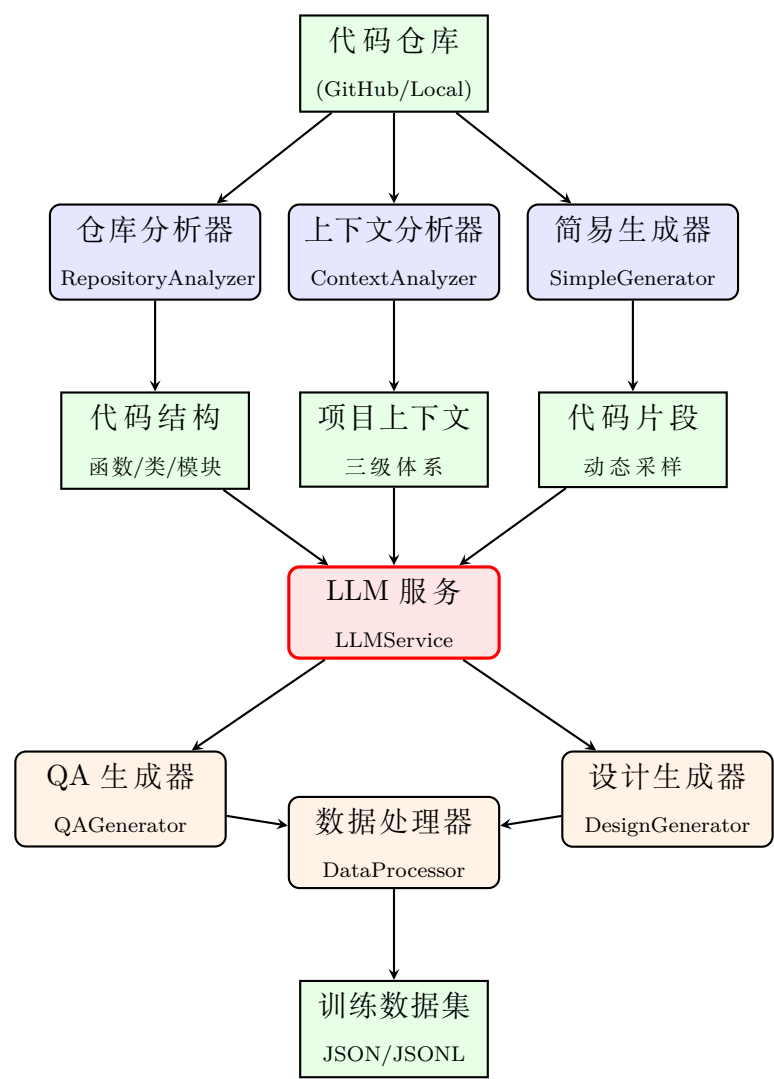 代码仓库
(GitHub/Local)
仓库分析器
RepositoryAnalyzer
上下文分析器
ContextAnalyzer
简易生成器
SimpleGenerator
代码结构
函数/类/模块
项目上下文
三级体系
代码片段
动态采样
LLM 服务
LLMService
QA 生成器
QAGenerator
设计生成器
DesignGenerator
数据处理器
DataProcessor
训练数据集
JSON/JSONL